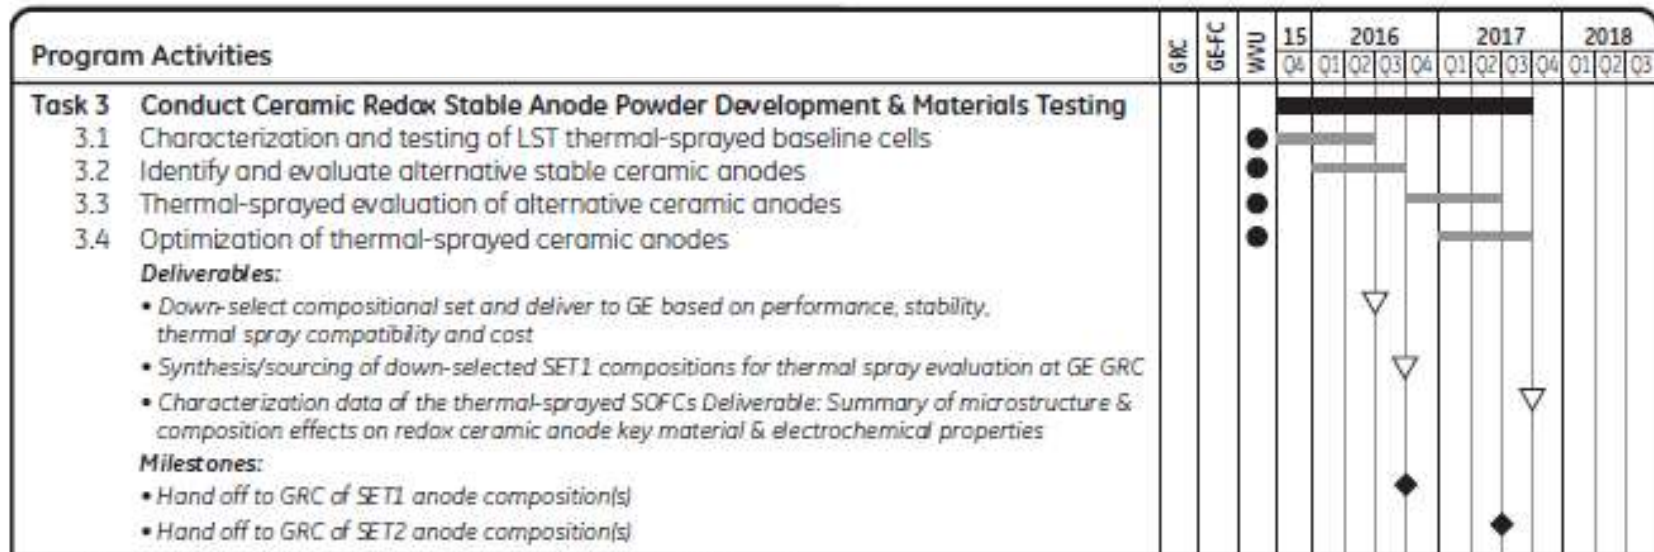 Program Activities GRC GE-FC WVU 15 2016 2017 2018
Q4 Q1 Q2 Q3 Q4 Q1 Q2 Q3 Q4 Q1 Q2 Q3
Task 3 Conduct Ceramic Redox Stable Anode Powder Development & Materials Testing
3.1 Characterization and testing of LST thermal-sprayed baseline cells
3.2 Identify and evaluate alternative stable ceramic anodes
3.3 Thermal-sprayed evaluation of alternative ceramic anodes
3.4 Optimization of thermal-sprayed ceramic anodes
Deliverables:
• Down-select compositional set and deliver to GE based on performance, stability,
thermal spray compatibility and cost
• Synthesis/sourcing of down-selected SET1 compositions for thermal spray evaluation at GE GRC
• Characterization data of the thermal-sprayed SOFCs Deliverable: Summary of microstructure &
composition effects on redox ceramic anode key material & electrochemical properties
Milestones:
• Hand off to GRC of SET1 anode composition(s)
• Hand off to GRC of SET2 anode composition(s)